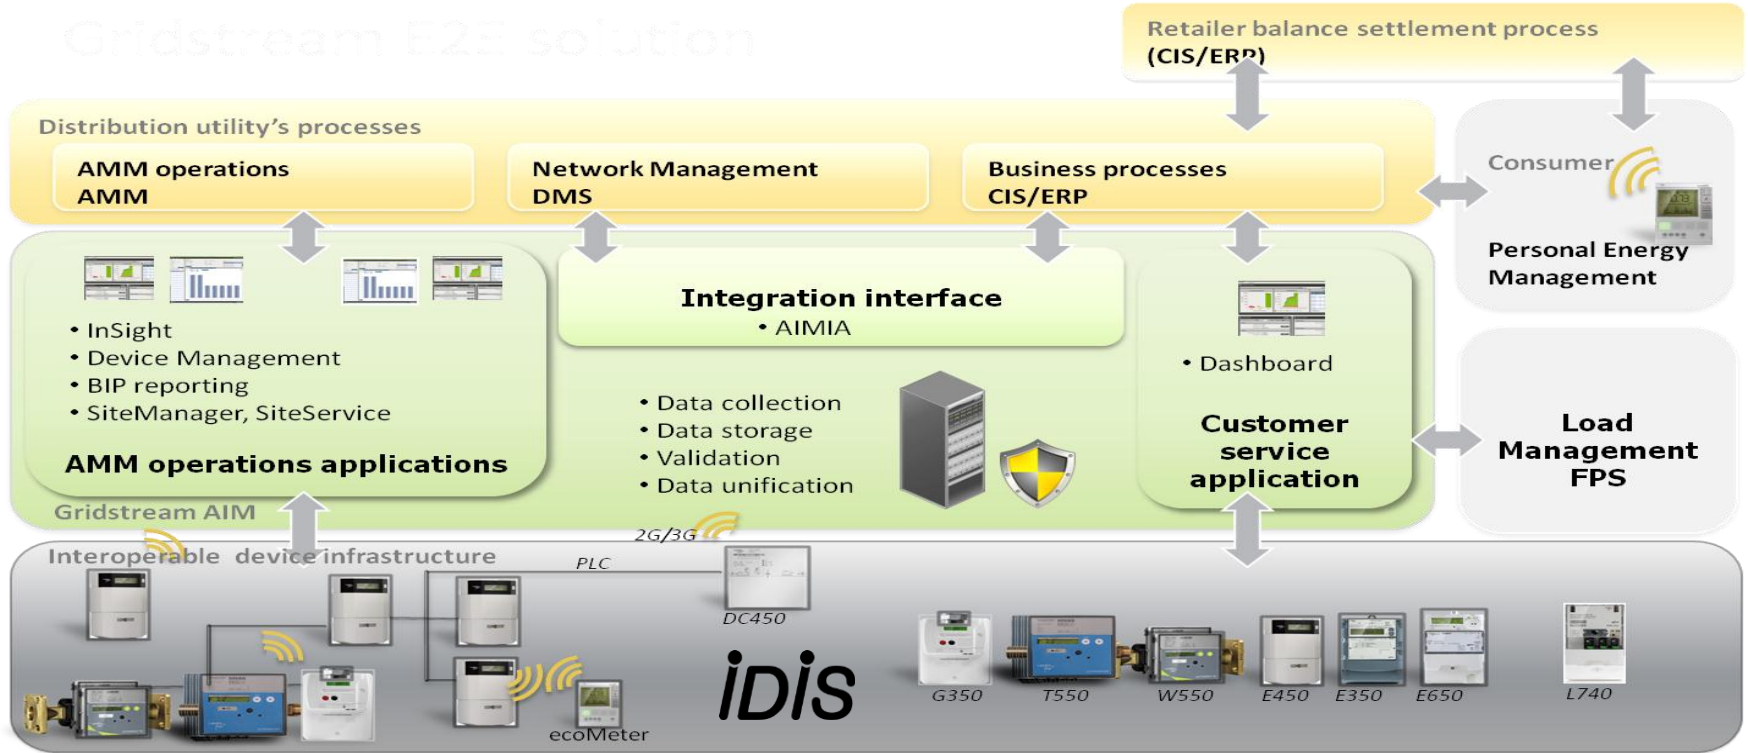 Gridstream E2E solution
Retailer balance settlement process
(CIS/ERP)
Distribution utility's processes
AMM operations
AMM
Network Management
DMS
Business processes
CIS/ERP
Consumer
Personal Energy
Management
Integration interface
• AIMIA
• InSight
• Device Management
• BIP reporting
• SiteManager, SiteService
AMM operations applications
• Data collection
• Data storage
• Validation
• Data unification
• Dashboard
Customer
service
application
Load
Management
FPS
Gridstream AIM
Interoperable device infrastructure
2G/3G
PLC
DC450
iDiS
ecoMeter
G350
T550
W550
E450
E350
E650
L740